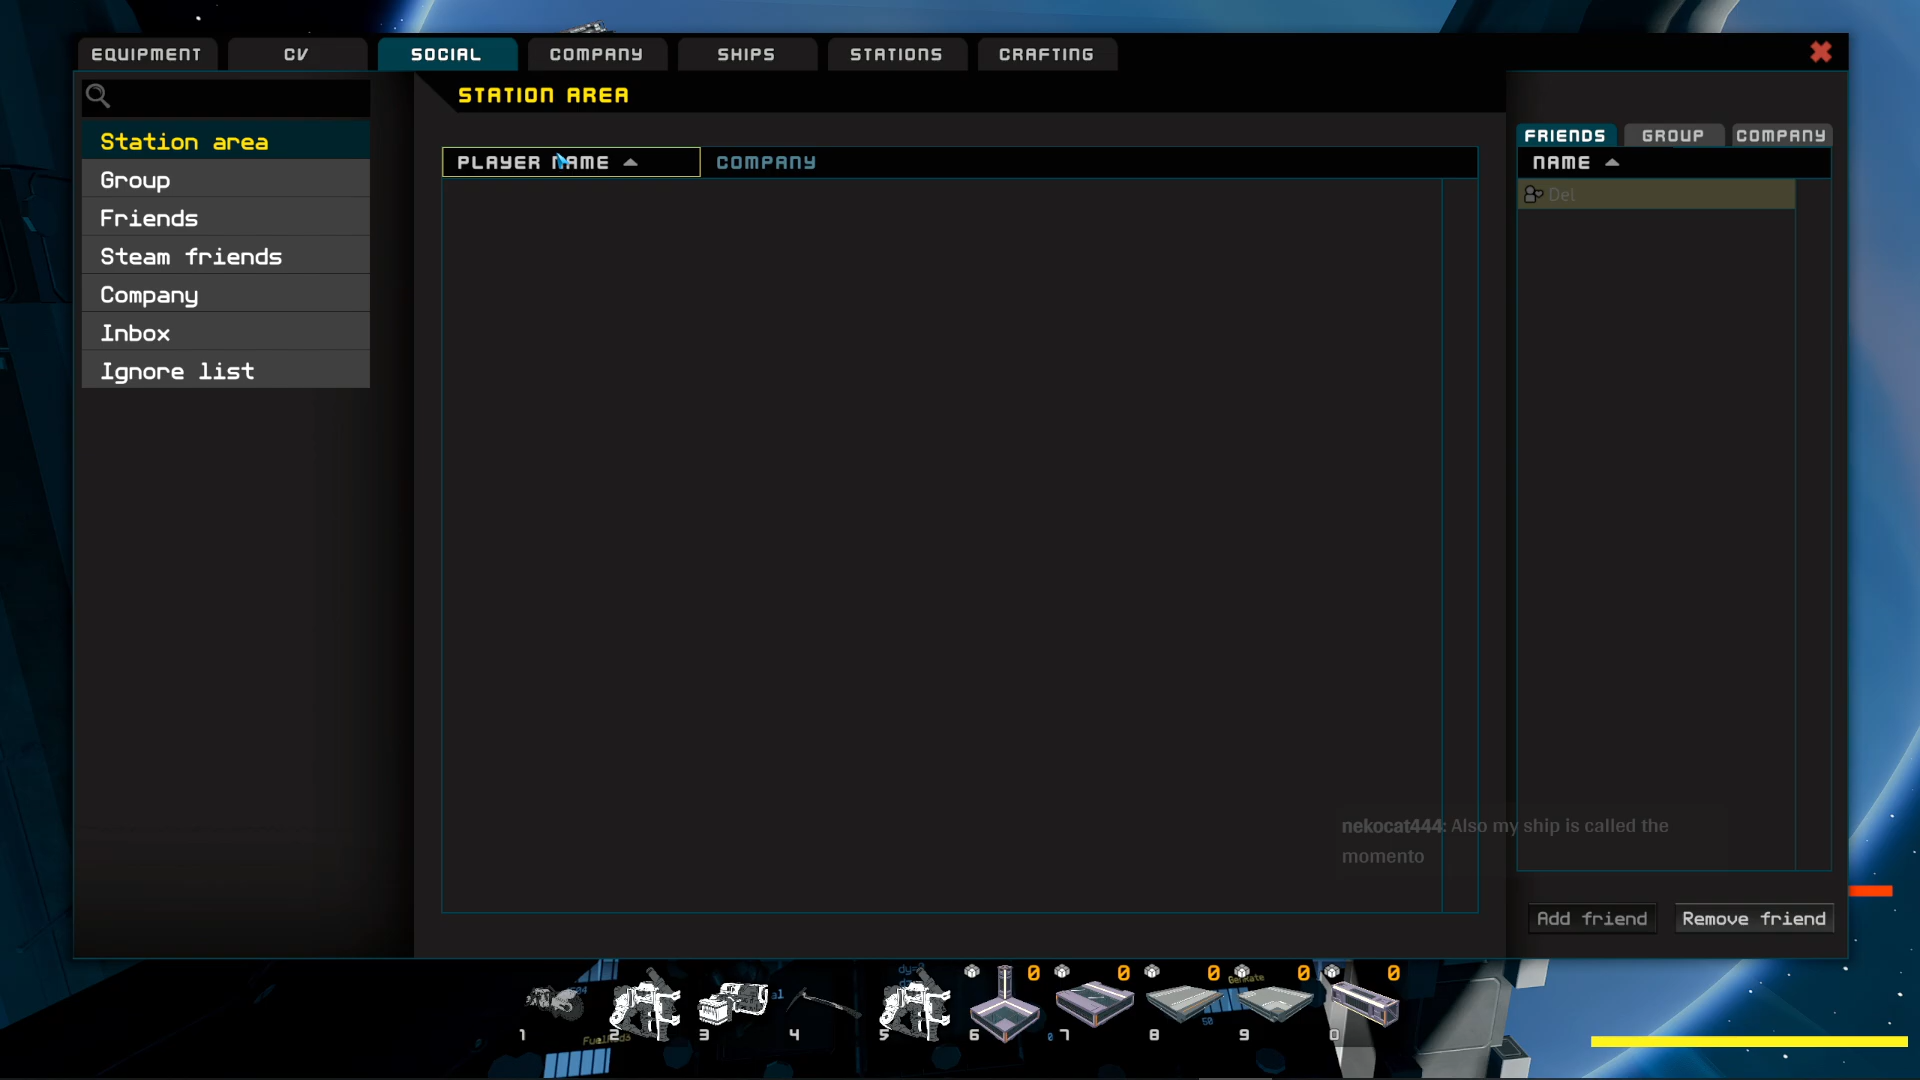 EQUIPMENT
CV
SOCIAL
COMPANY
SHIPS
STATIONS
CRAFTING
STATION AREA
Station area
Group
Friends
Steam friends
Company
Inbox
Ignore list
PLAYER NAME
COMPANY
FRIENDS
GROUP
COMPANY
NAME
Del
nekocat444: Also my ship is called the
momento
Add friend
Remove friend
0
0
0
0
0
1
2
3
4
5
6
7
8
9
0
50